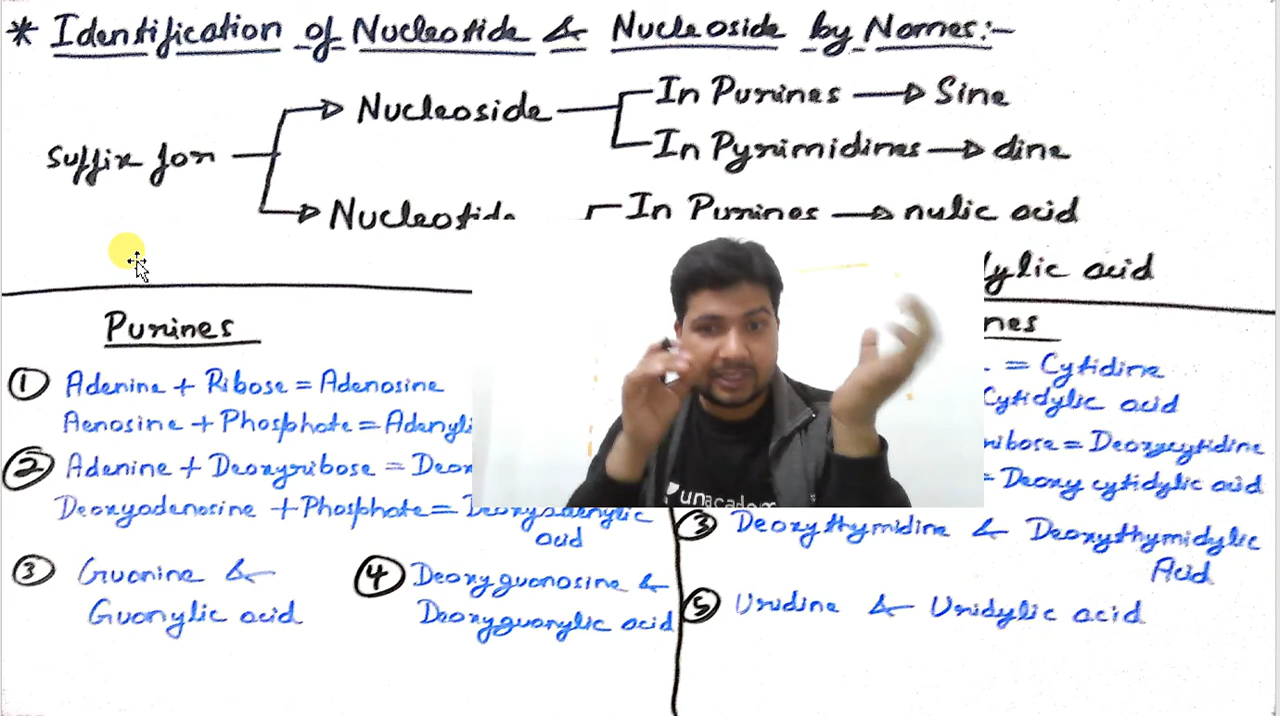 * Identification of Nucleotide & Nucleoside by Names:-
Suffix for
Nucleoside
In Purines → Sine
In Pyrimidines → dine
Nucleotide
In Purines → nylic acid
ylic acid
Purines
nes
① Adenine + Ribose = Adenosine
Aenosine + Phosphate = Adenyli
② Adenine + Deoxyribose = Deox
Deoxyadenosine + Phosphate = Deoxyadenylic
acid
③ Guanine &
Guanylic acid
④ Deoxyguanosine &
Deoxyguanylic acid
= Cytidine
Cytidylic acid
ribose = Deoxycytidine
= Deoxy cytidylic acid
③ Deoxythymidine & Deoxythymidylic
Acid
⑤ Uridine & Uridylic acid
unacadem